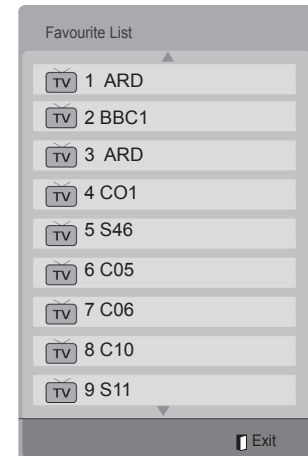 Favourite List
TV 1 ARD
TV 2 BBC1
TV 3 ARD
TV 4 CO1
TV 5 S46
TV 6 C05
TV 7 C06
TV 8 C10
TV 9 S11
Exit